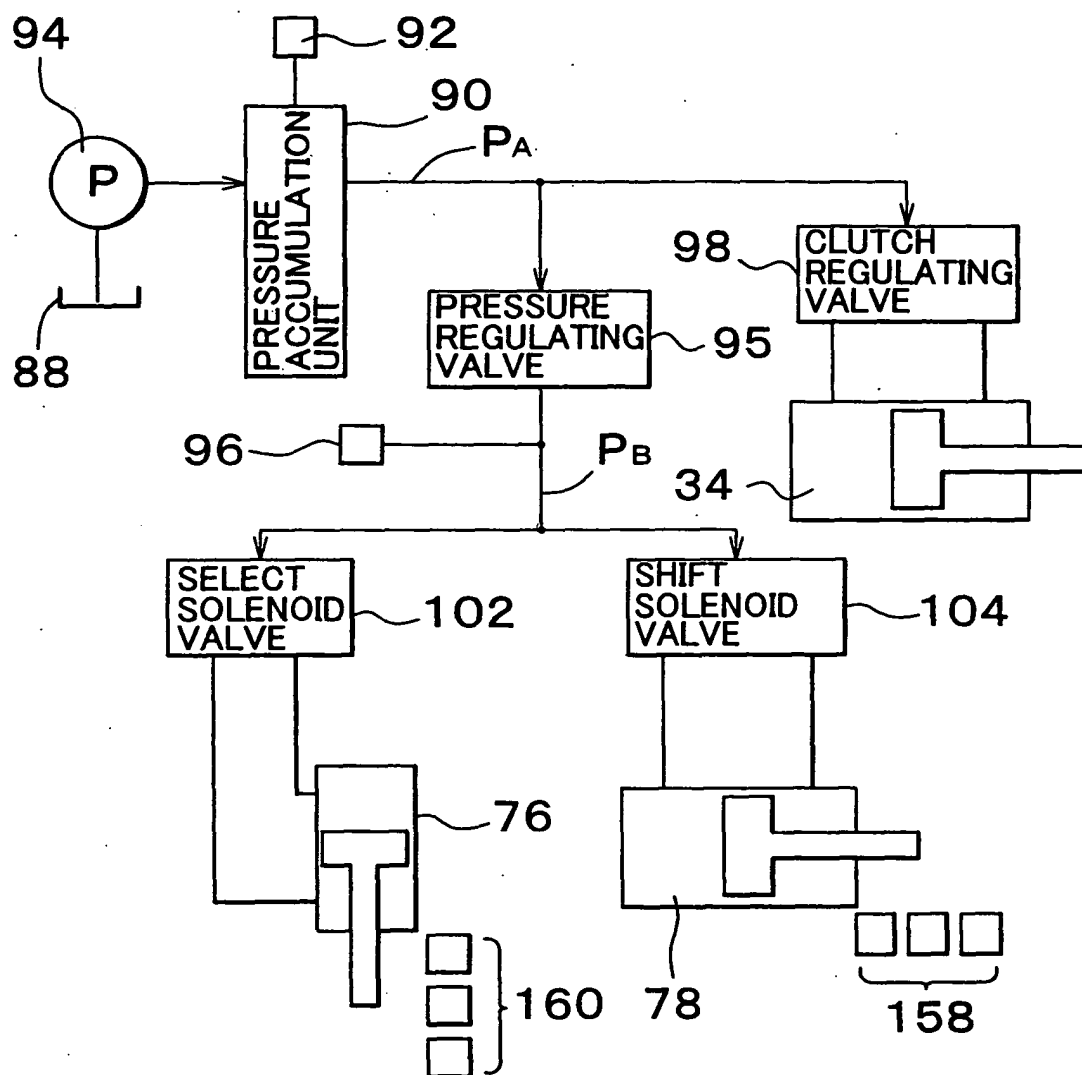 94
92
90
P
PRESSURE
ACCUMULATION
UNIT
PA
98
CLUTCH
REGULATING
VALVE
88
PRESSURE
REGULATING
VALVE
95
96
PB
34
SELECT
SOLENOID
VALVE
102
SHIFT
SOLENOID
VALVE
104
76
78
160
158